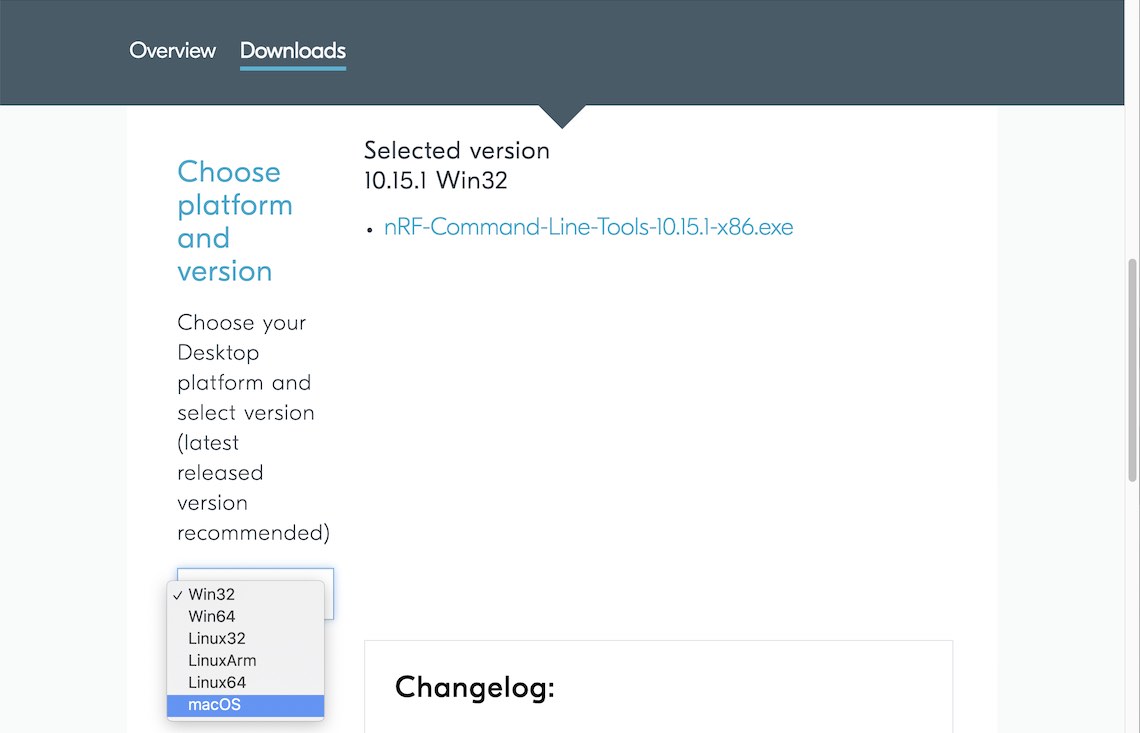 Overview Downloads
Choose
platform
and
version
Choose your
Desktop
platform and
select version
(latest
released
version
recommended)
✓ Win32
Win64
Linux32
LinuxArm
Linux64
macOS
Selected version
10.15.1 Win32
• nRF-Command-Line-Tools-10.15.1-x86.exe
Changelog: